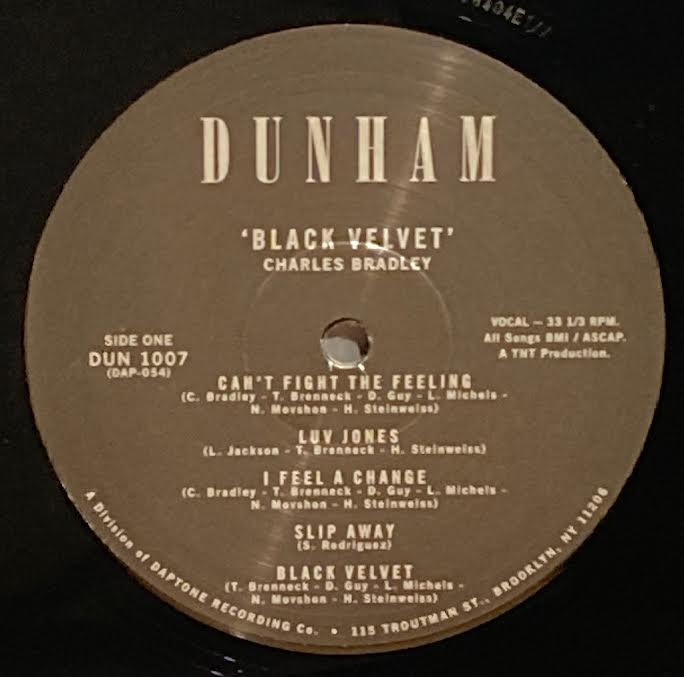 DUNHAM
'BLACK VELVET'
CHARLES BRADLEY
SIDE ONE
DUN 1007
(DAP-054)
VOCAL — 33 1/3 RPM.
All Songs BMI / ASCAP.
A TNT Production.
CAN'T FIGHT THE FEELING
(C. Bradley - T. Brenneck - D. Guy - L. Michels -
N. Movshon - H. Steinweiss)
LUV JONES
(L. Jackson - T. Brenneck - H. Steinweiss)
I FEEL A CHANGE
(C. Bradley - T. Brenneck - D. Guy - L. Michels -
N. Movshon - H. Steinweiss)
SLIP AWAY
(S. Rodriguez)
BLACK VELVET
(T. Brenneck - D. Guy - L. Michels -
N. Movshon - H. Steinweiss)
A Division of DAPTONE RECORDING Co. • 115 TROUTMAN ST., BROOKLYN, NY 11206